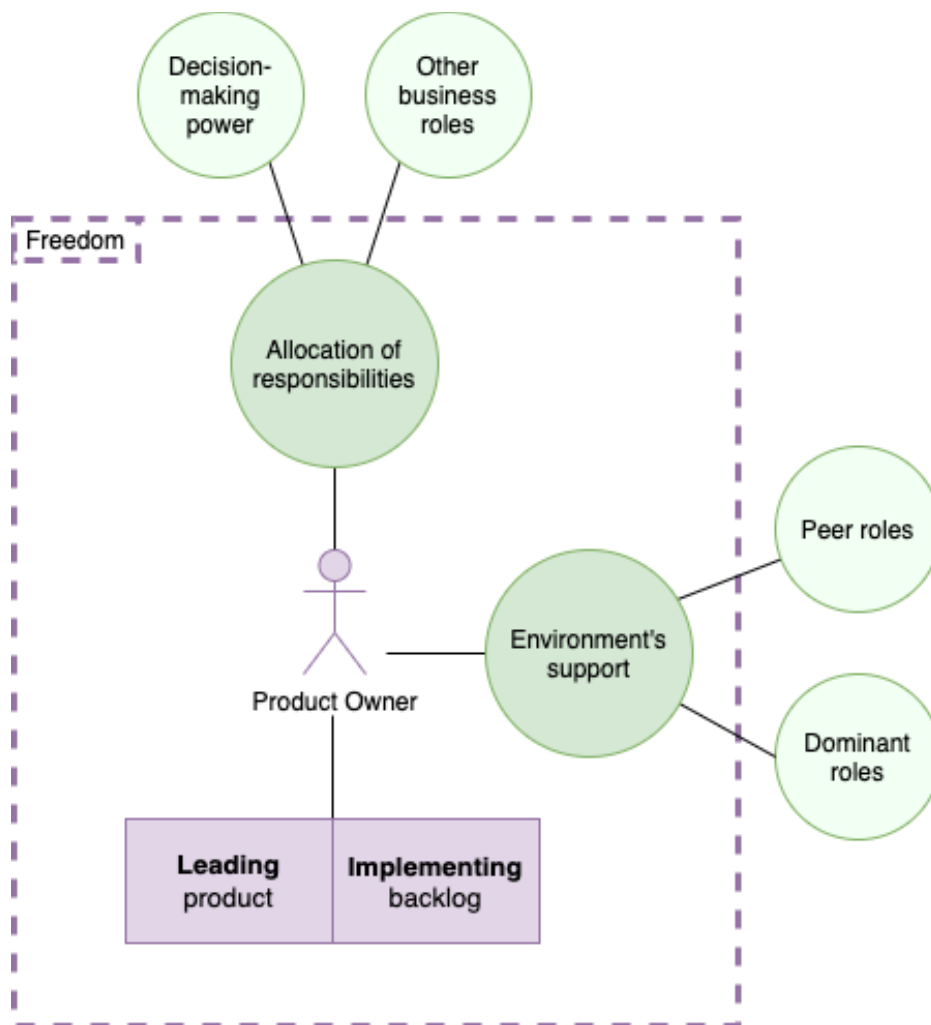 Decision-
making
power
Other
business
roles
Freedom
Allocation of
responsibilities
Peer roles
Environment's
support
Product Owner
Dominant
roles
Leading
product
Implementing
backlog